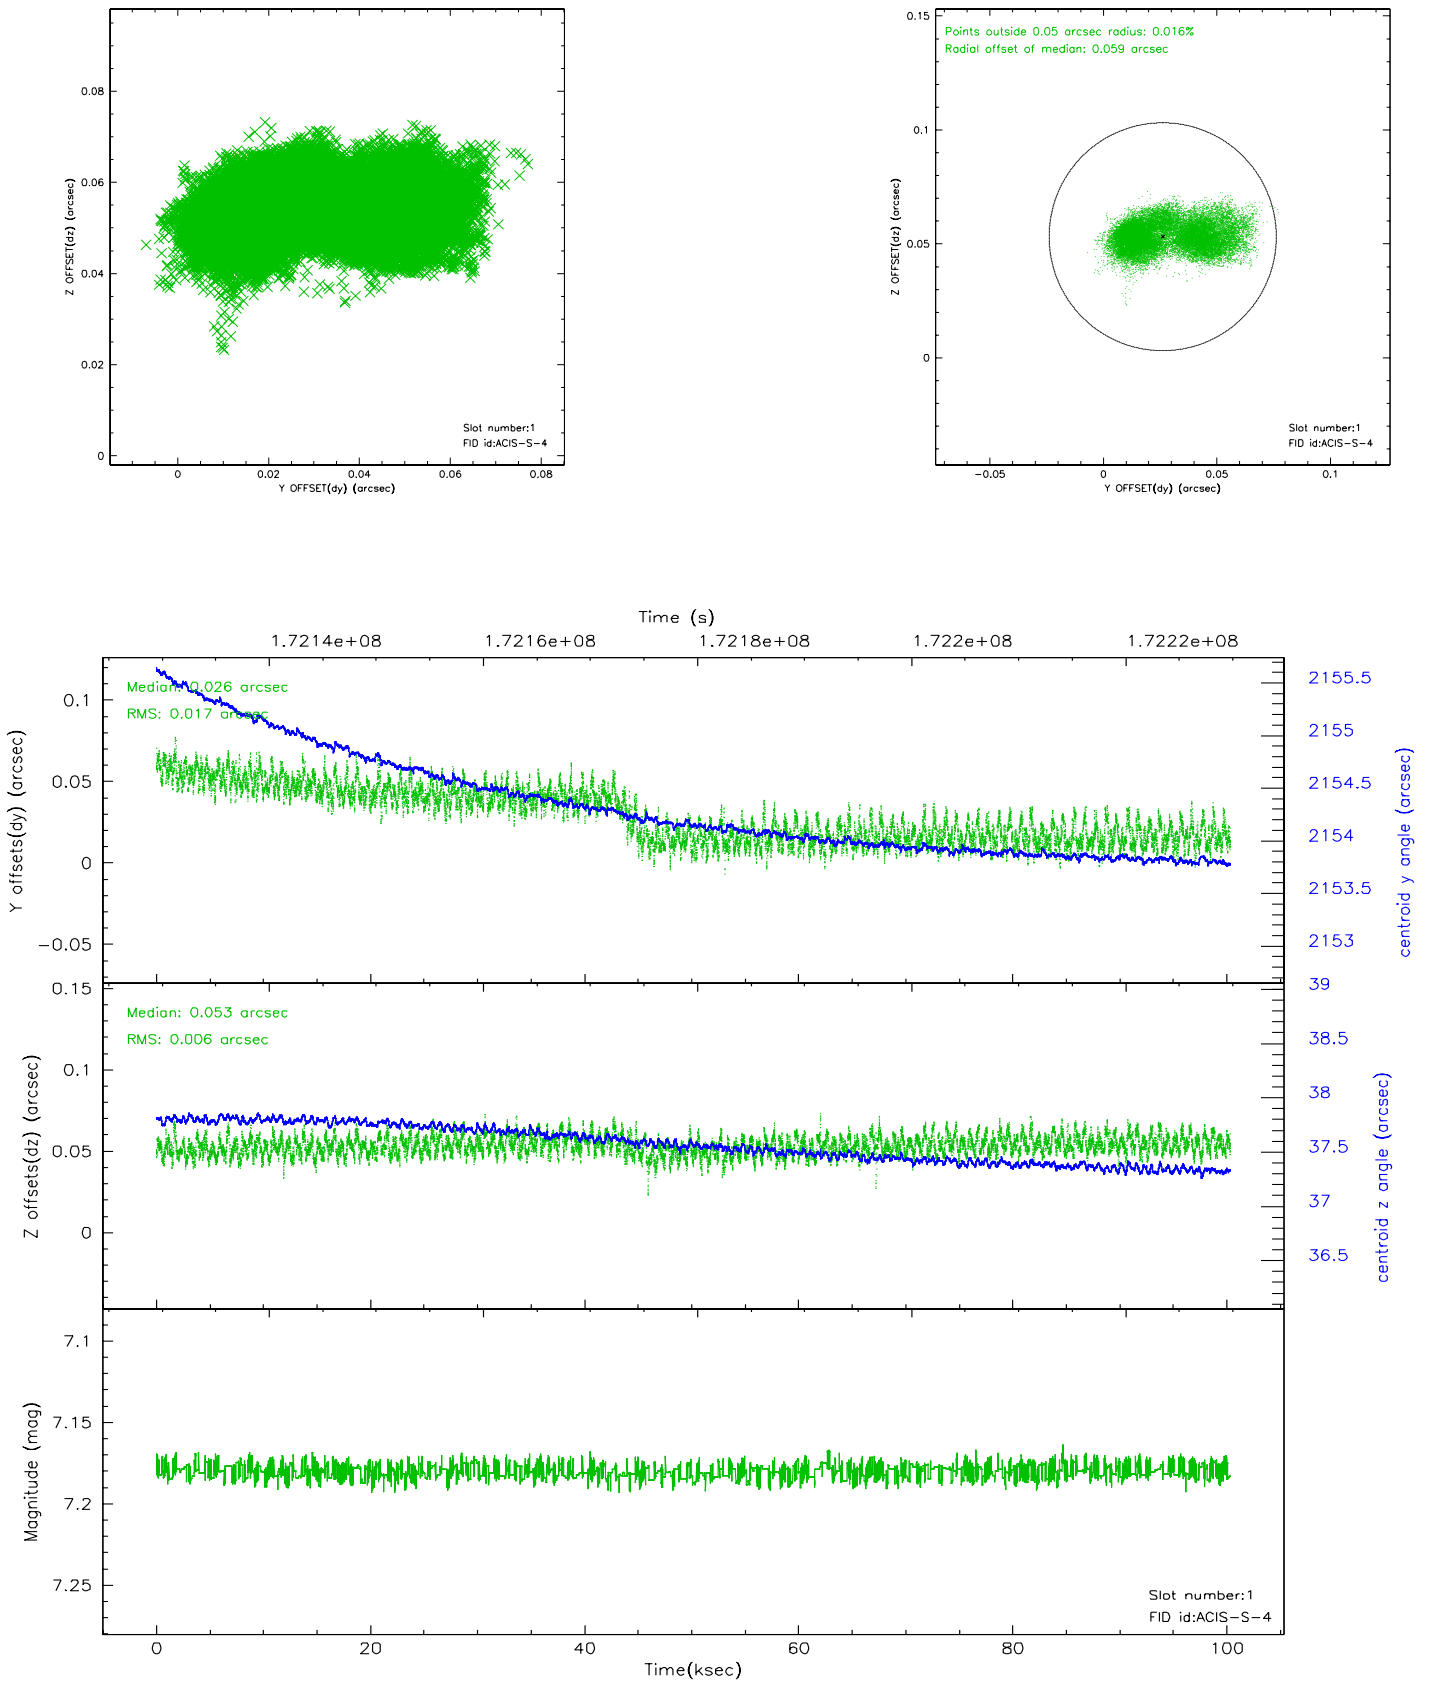 0.08
0.06
0.04
0.02
0
Z OFFSET(dz) (arcsec)
Slot number:1
FID id:ACIS-S-4
0 0.02 0.04 0.06 0.08
Y OFFSET(dy) (arcsec)
0.15
0.1
0.05
0
Z OFFSET(dz) (arcsec)
Points outside 0.05 arcsec radius: 0.016%
Radial offset of median: 0.059 arcsec
Slot number:1
FID id:ACIS-S-4
-0.05 0 0.05 0.1
Y OFFSET(dy) (arcsec)
Time (s)
1.7214e+08 1.7216e+08 1.7218e+08 1.722e+08 1.7222e+08
Median: 0.026 arcsec
RMS: 0.017 arcsec
0.1
0.05
0
-0.05
Y offsets(dy) (arcsec)
2155.5
2155
2154.5
2154
2153.5
2153
centroid y angle (arcsec)
Median: 0.053 arcsec
RMS: 0.006 arcsec
0.15
0.1
0.05
0
Z offsets(dz) (arcsec)
39
38.5
38
37.5
37
36.5
centroid z angle (arcsec)
7.1
7.15
7.2
7.25
Magnitude (mag)
Slot number:1
FID id:ACIS-S-4
0 20 40 60 80 100
Time(ksec)